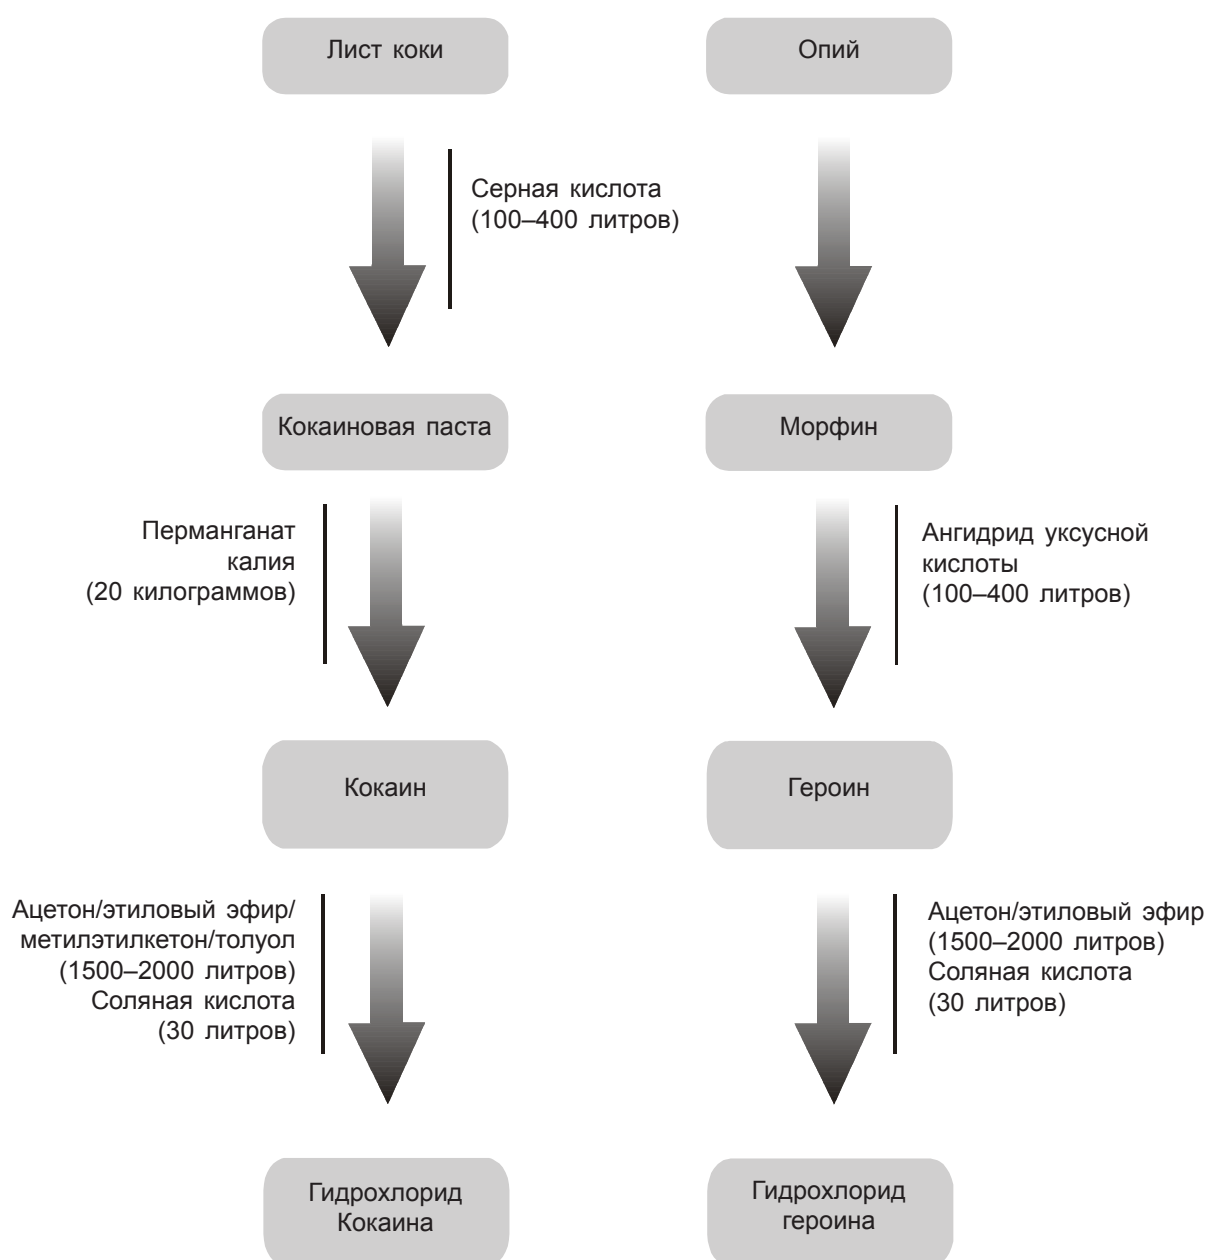 Лист коки
Опий
Серная кислота
(100–400 литров)
Кокаиновая паста
Морфин
Перманганат
калия
(20 килограммов)
Ангидрид уксусной
кислоты
(100–400 литров)
Кокаин
Героин
Ацетон/этиловый эфир/
метилэтилкетон/толуол
(1500–2000 литров)
Соляная кислота
(30 литров)
Ацетон/этиловый эфир
(1500–2000 литров)
Соляная кислота
(30 литров)
Гидрохлорид
Кокаина
Гидрохлорид
героина